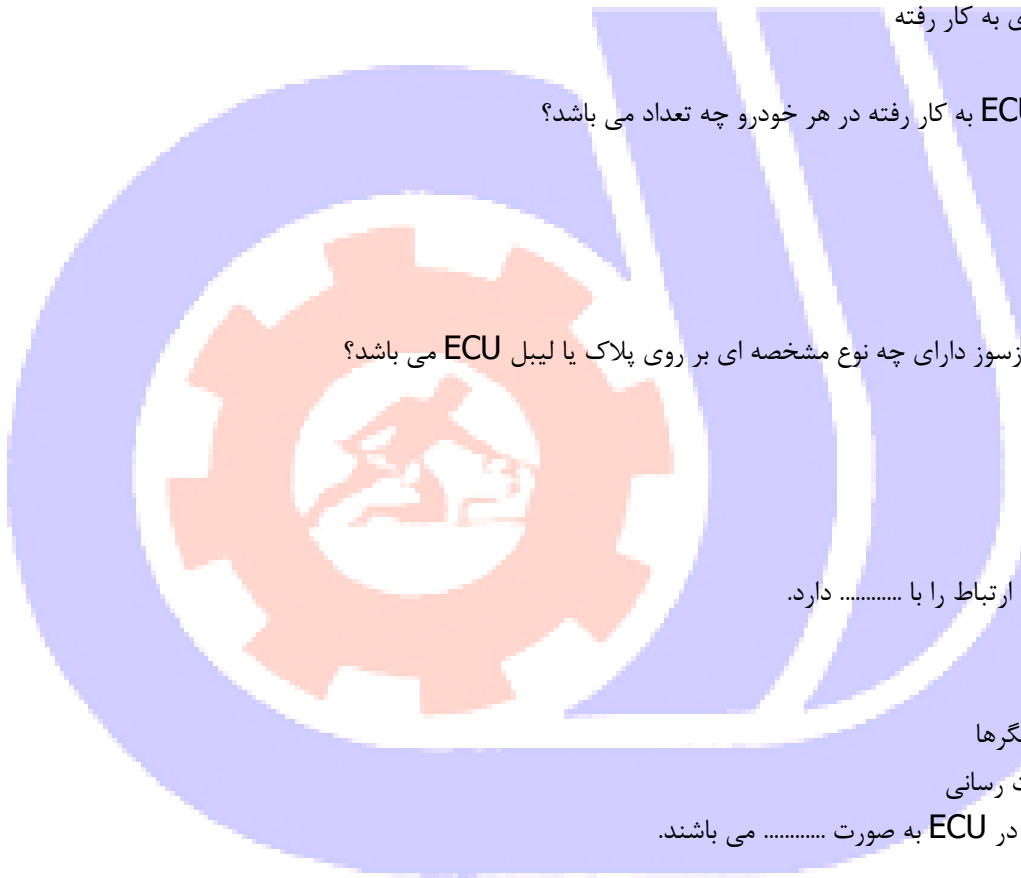 به کار رفته
ECU به کار رفته در هر خودرو چه تعداد می باشد؟
دارای چه نوع مشخصه ای بر روی پلاک یا لیبل ECU می باشد؟
ارتباط را با ............ دارد.
رسانی
در ECU به صورت ............ می باشند.